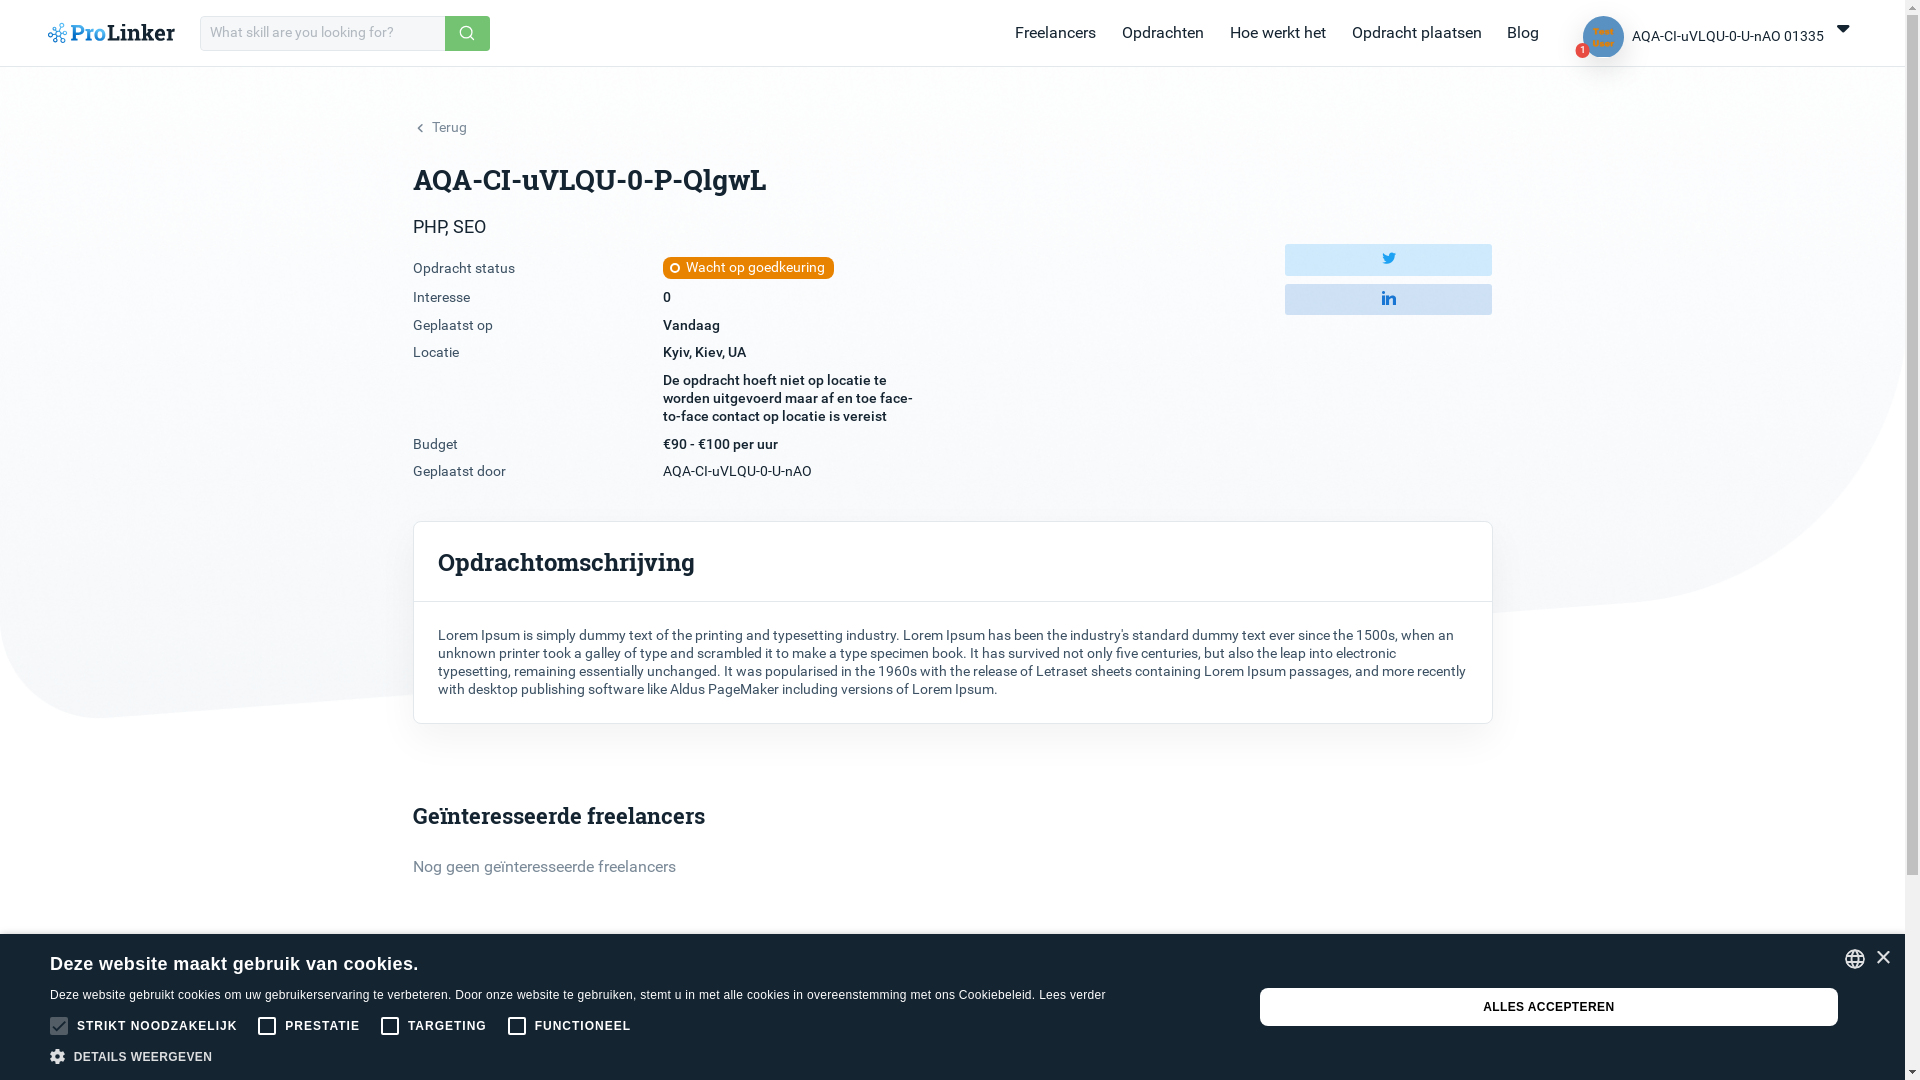 ProLinker
What skill are you looking for?
Freelancers
Opdrachten
Hoe werkt het
Opdracht plaatsen
Blog
1
AQA-CI-uVLQU-0-U-nAO 01335
Terug
AQA-CI-uVLQU-0-P-QlgwL
PHP, SEO
Opdracht status
Wacht op goedkeuring
Interesse
0
Geplaatst op
Vandaag
Locatie
Kyiv, Kiev, UA
De opdracht hoeft niet op locatie te
worden uitgevoerd maar af en toe face-
to-face contact op locatie is vereist
Budget
€90 - €100 per uur
Geplaatst door
AQA-CI-uVLQU-0-U-nAO
Opdrachtomschrijving
Lorem Ipsum is simply dummy text of the printing and typesetting industry. Lorem Ipsum has been the industry's standard dummy text ever since the 1500s, when an
unknown printer took a galley of type and scrambled it to make a type specimen book. It has survived not only five centuries, but also the leap into electronic
typesetting, remaining essentially unchanged. It was popularised in the 1960s with the release of Letraset sheets containing Lorem Ipsum passages, and more recently
with desktop publishing software like Aldus PageMaker including versions of Lorem Ipsum.
Geïnteresseerde freelancers
Nog geen geïnteresseerde freelancers
Deze website maakt gebruik van cookies.
Deze website gebruikt cookies om uw gebruikerservaring te verbeteren. Door onze website te gebruiken, stemt u in met alle cookies in overeenstemming met ons Cookiebeleid. Lees verder
STRIKT NOODZAKELIJK
PRESTATIE
TARGETING
FUNCTIONEEL
DETAILS WEERGEVEN
ALLES ACCEPTEREN